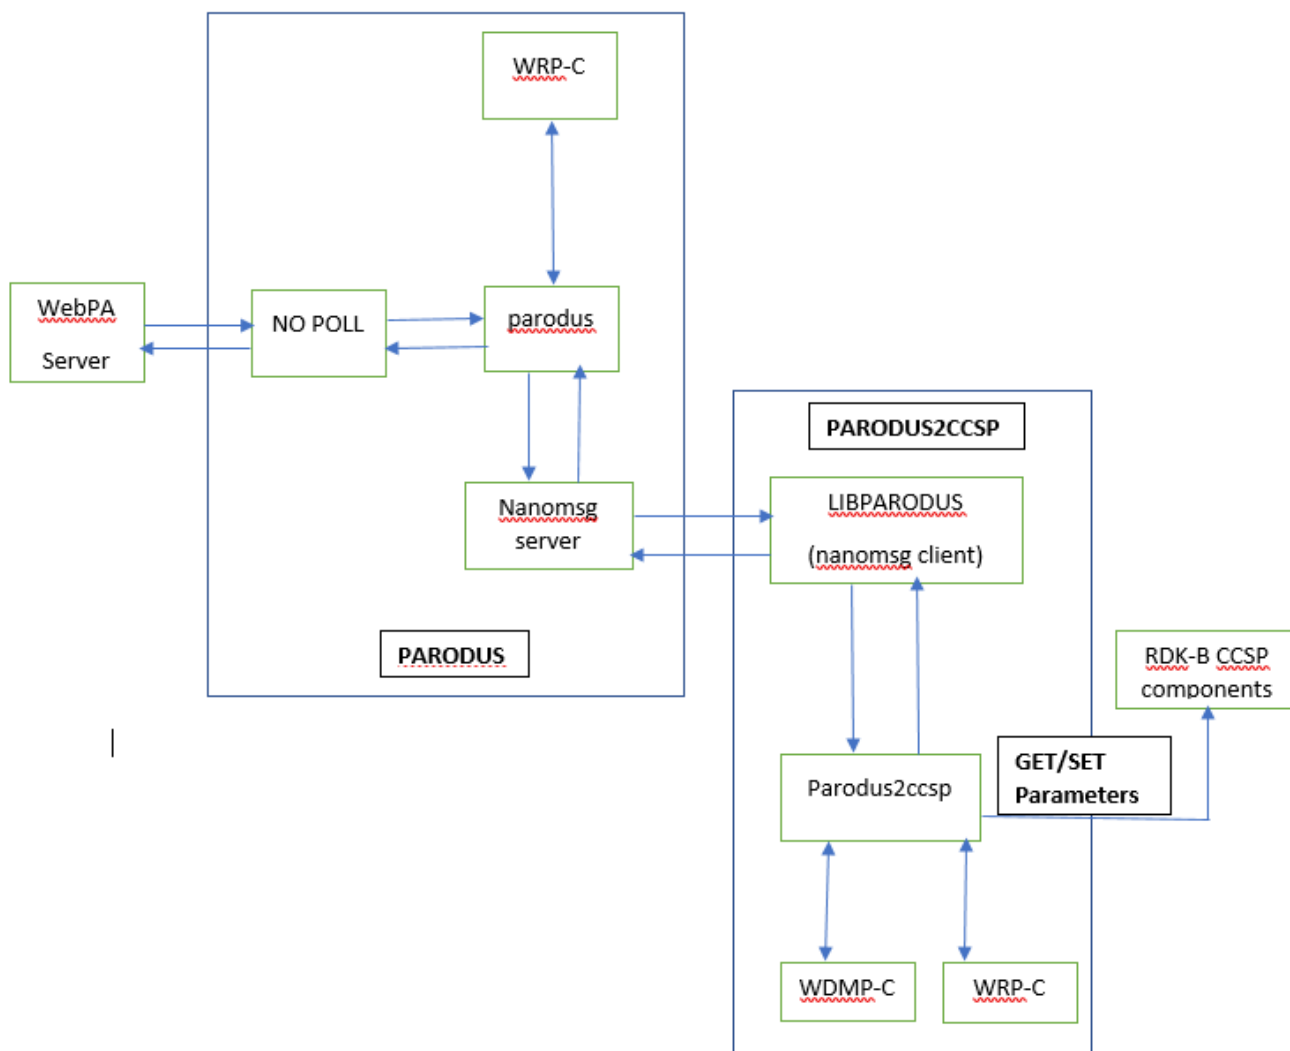 WRP-C
WebPA
Server
NO POLL
parodus
PARODUS2CCSP
Nanomsg
server
LIBPARODUS
(nanomsg client)
PARODUS
RDK-B CCSP
components
GET/SET
Parameters
Parodus2ccsp
WDMP-C
WRP-C